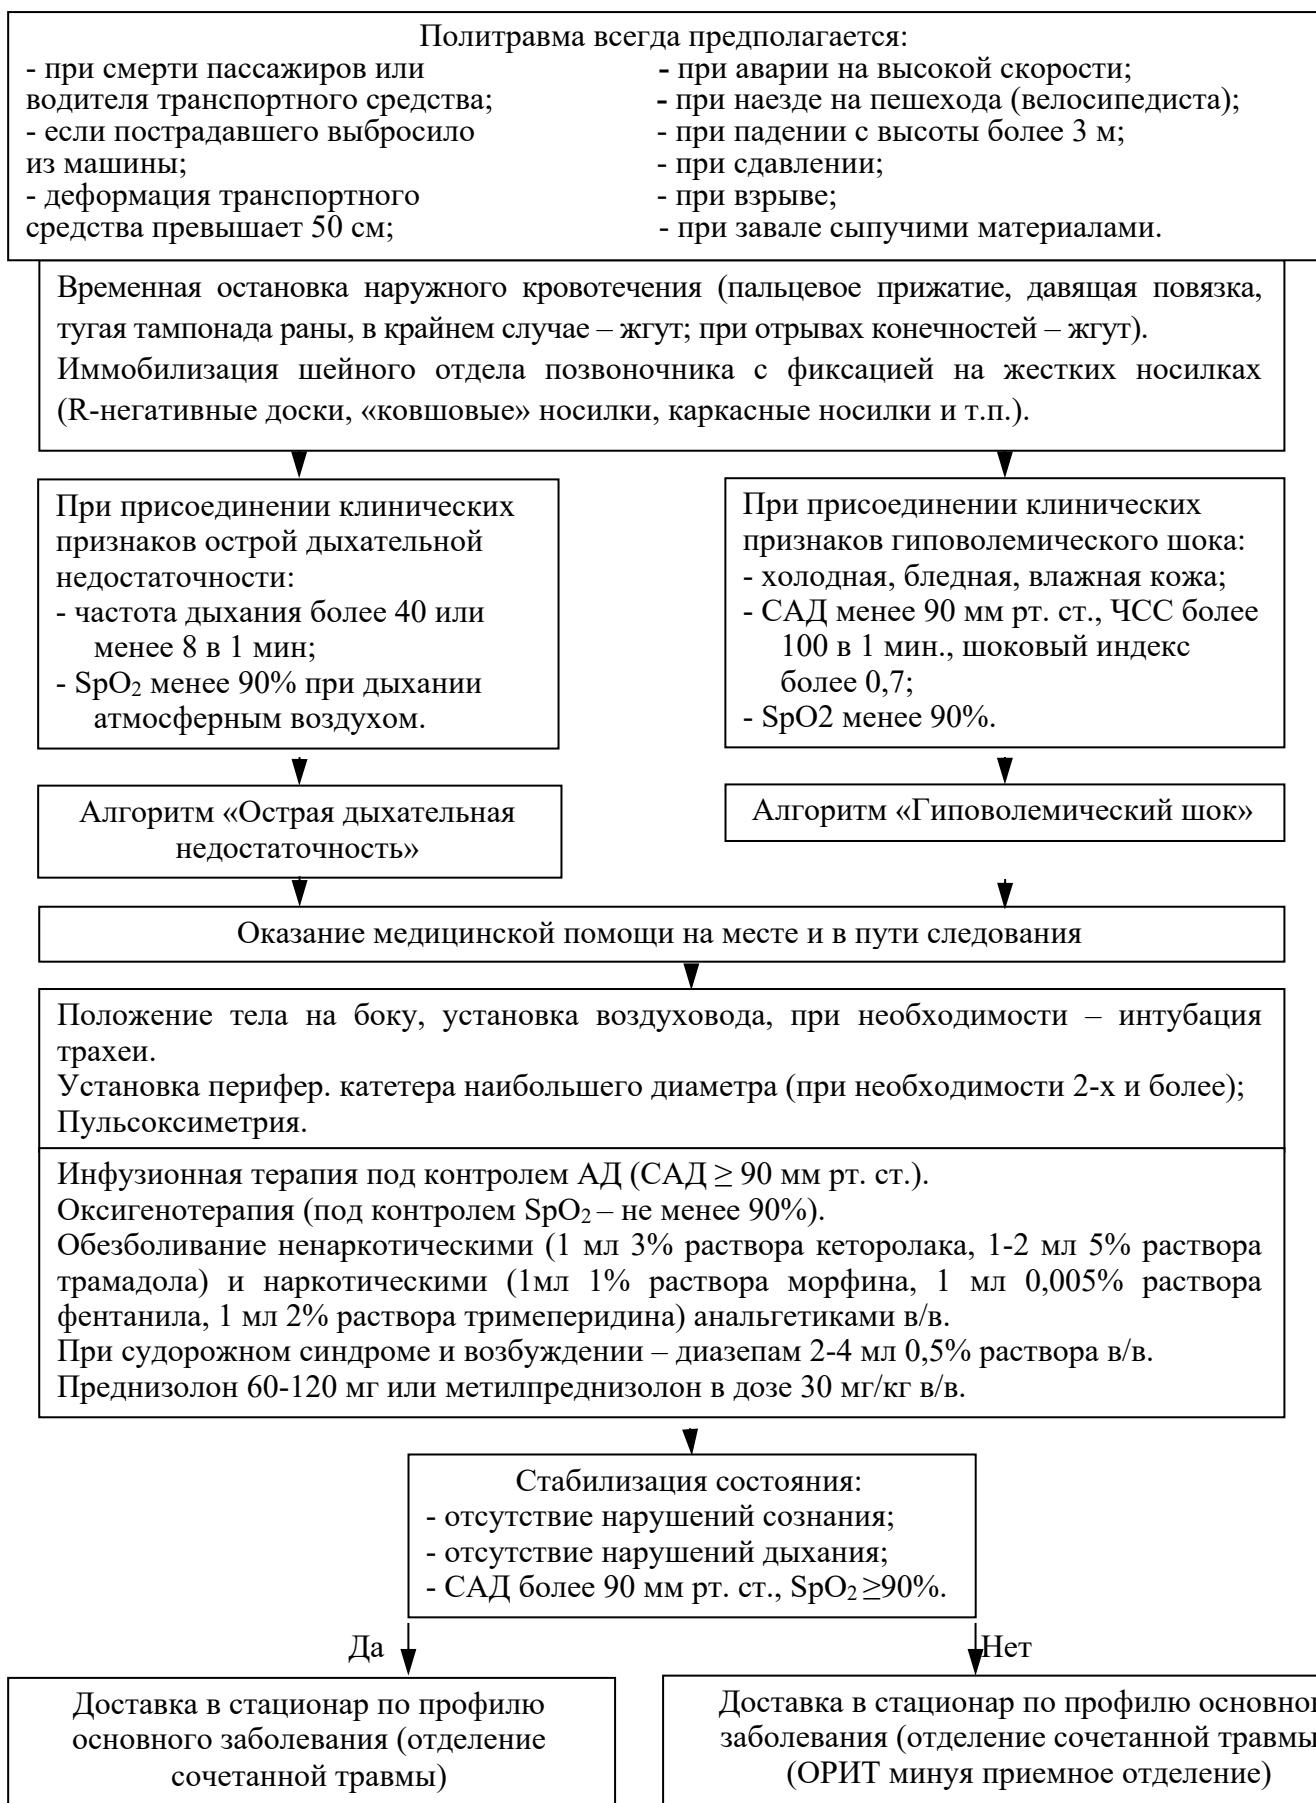 Политравма всегда предполагается:
- при смерти пассажиров или
водителя транспортного средства;
- если пострадавшего выбросило
из машины;
- деформация транспортного
средства превышает 50 см;
- при аварии на высокой скорости;
- при наезде на пешехода (велосипедиста);
- при падении с высоты более 3 м;
- при сдавлении;
- при взрыве;
- при завале сыпучими материалами.
Временная остановка наружного кровотечения (пальцевое прижатие, давящая повязка,
тугая тампонада раны, в крайнем случае – жгут; при отрывах конечностей – жгут).
Иммобилизация шейного отдела позвоночника с фиксацией на жестких носилках
(R-негативные доски, «ковшовые» носилки, каркасные носилки и т.п.).
При присоединении клинических
признаков острой дыхательной
недостаточности:
- частота дыхания более 40 или
менее 8 в 1 мин;
- SpO₂ менее 90% при дыхании
атмосферным воздухом.
При присоединении клинических
признаков гиповолемического шока:
- холодная, бледная, влажная кожа;
- САД менее 90 мм рт. ст., ЧСС более
100 в 1 мин., шоковый индекс
более 0,7;
- SpO2 менее 90%.
Алгоритм «Острая дыхательная
недостаточность»
Алгоритм «Гиповолемический шок»
Оказание медицинской помощи на месте и в пути следования
Положение тела на боку, установка воздуховода, при необходимости – интубация
трахеи.
Установка перифер. катетера наибольшего диаметра (при необходимости 2-х и более);
Пульсоксиметрия.
Инфузионная терапия под контролем АД (САД ≥ 90 мм рт. ст.).
Оксигенотерапия (под контролем SpO₂ – не менее 90%).
Обезболивание ненаркотическими (1 мл 3% раствора кеторолака, 1-2 мл 5% раствора
трамадола) и наркотическими (1мл 1% раствора морфина, 1 мл 0,005% раствора
фентанила, 1 мл 2% раствора тримеперидина) анальгетиками в/в.
При судорожном синдроме и возбуждении – диазепам 2-4 мл 0,5% раствора в/в.
Преднизолон 60-120 мг или метилпреднизолон в дозе 30 мг/кг в/в.
Стабилизация состояния:
- отсутствие нарушений сознания;
- отсутствие нарушений дыхания;
- САД более 90 мм рт. ст., SpO₂ ≥90%.
Да
Нет
Доставка в стационар по профилю
основного заболевания (отделение
сочетанной травмы)
Доставка в стационар по профилю
заболевания (отделение сочетанной травмы
(ОРИТ минуя приемное отделение)